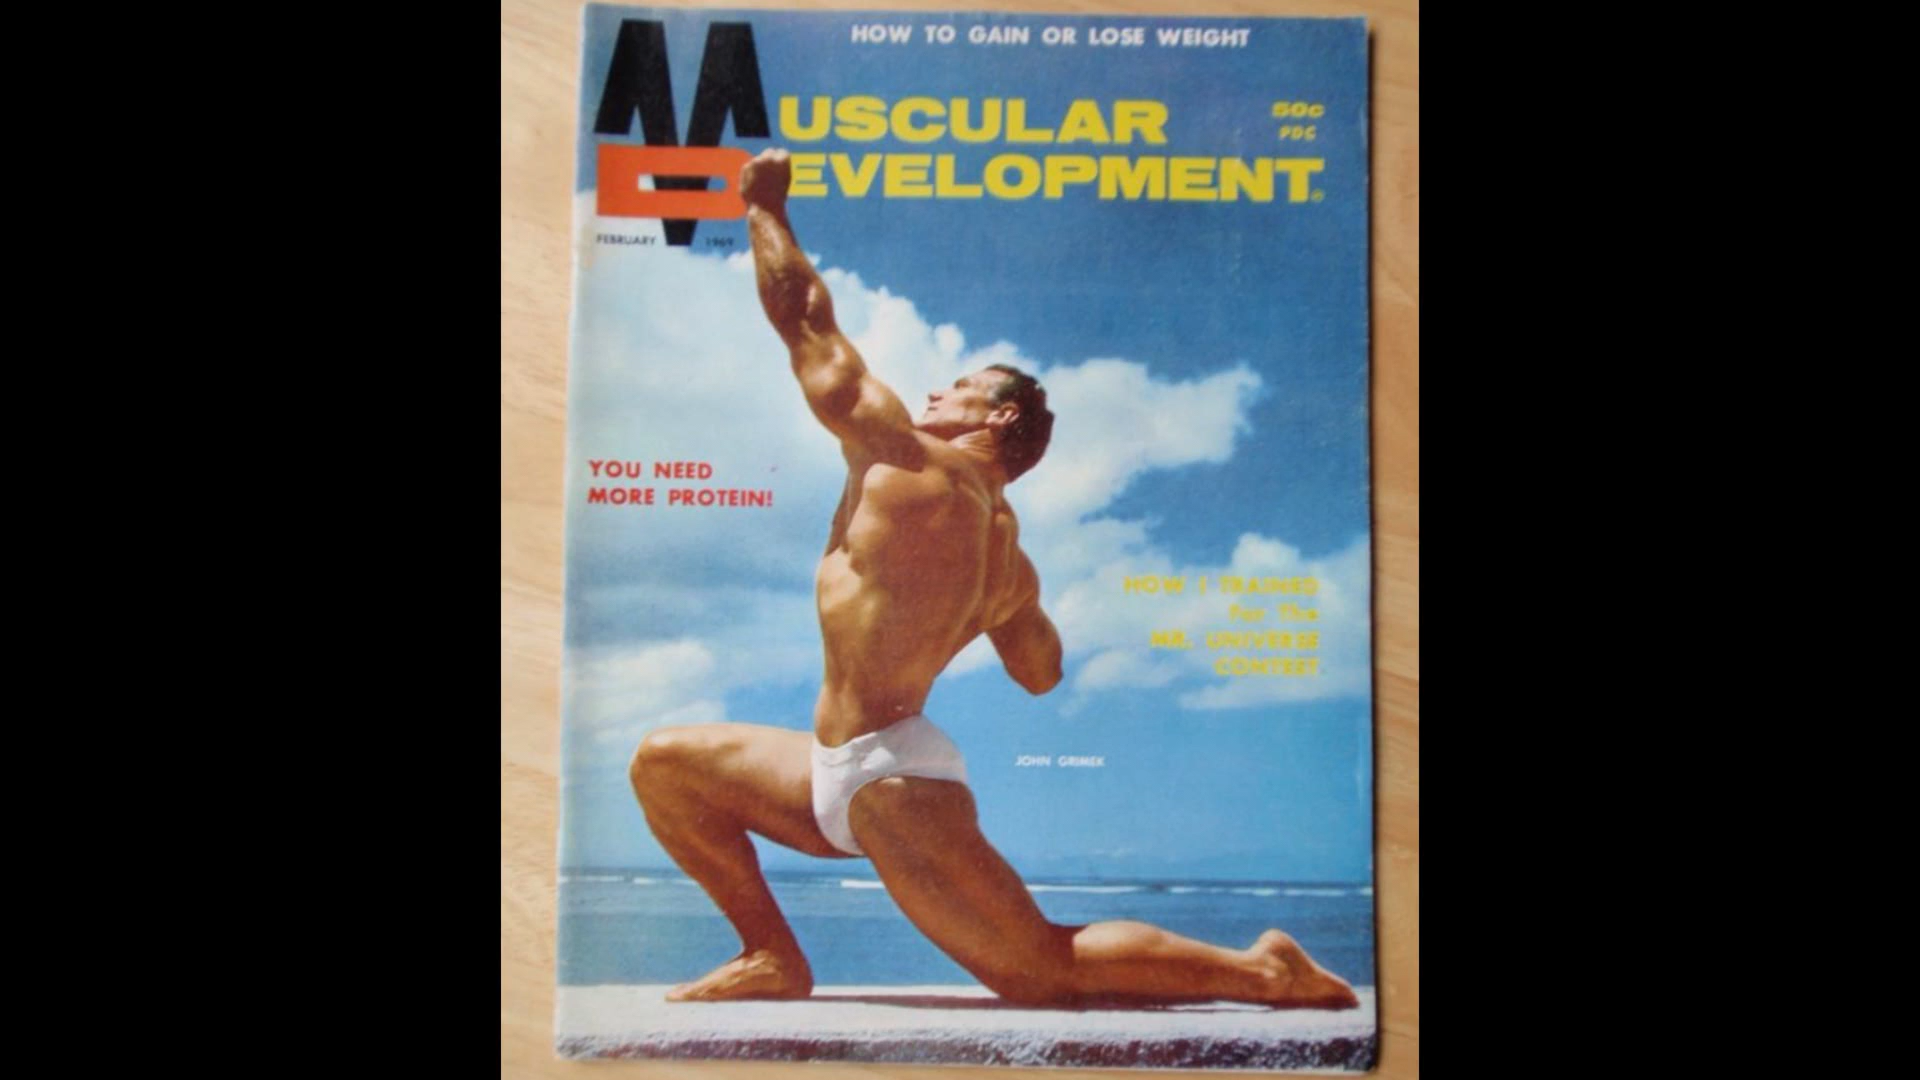 HOW TO GAIN OR LOSE WEIGHT
MUSCULAR
DEVELOPMENT
50c
PDC
FEBRUARY 1969
YOU NEED
MORE PROTEIN!
HOW I TRAINED
For The
MR. UNIVERSE
CONTEST
JOHN GRIMEK